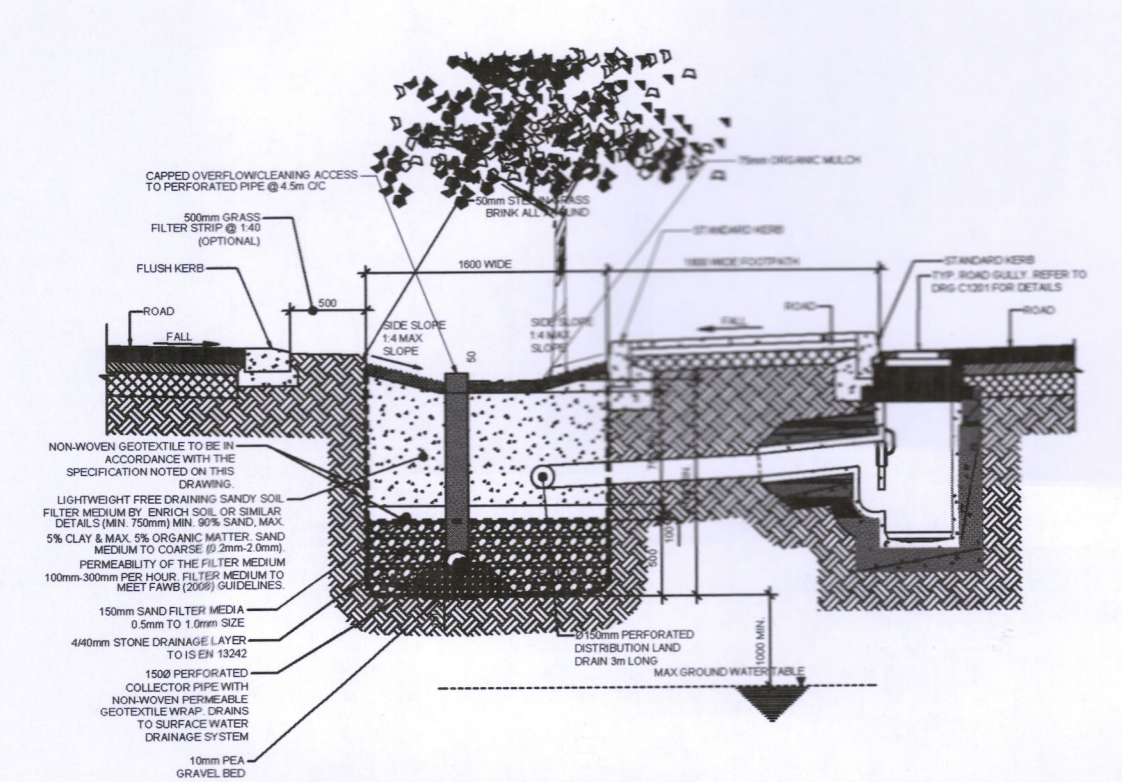 75mm ORGANIC MULCH
CAPPED OVERFLOW/CLEANING ACCESS
TO PERFORATED PIPE @ 4.5m C/C
50mm STEEL IN GRASS
BRINK ALL AROUND
500mm GRASS
FILTER STRIP @ 1:40
(OPTIONAL)
STANDARD KERB
FLUSH KERB
1600 WIDE
WIDE FOOTPATH
STANDARD KERB
TYP. ROAD GULLY. REFER TO
DRG C1201 FOR DETAILS
500
ROAD
ROAD
ROAD
FALL
SIDE SLOPE
1:4 MAX
SLOPE
50
SIDE SLOPE
1:4 MAX
SLOPE
FALL
NON-WOVEN GEOTEXTILE TO BE IN
ACCORDANCE WITH THE
SPECIFICATION NOTED ON THIS
DRAWING.
LIGHTWEIGHT FREE DRAINING SANDY SOIL
FILTER MEDIUM BY ENRICH SOIL OR SIMILAR
DETAILS (MIN. 750mm) MIN. 90% SAND, MAX.
5% CLAY & MAX. 5% ORGANIC MATTER. SAND
MEDIUM TO COARSE (0.2mm-2.0mm).
PERMEABILITY OF THE FILTER MEDIUM
100mm-300mm PER HOUR. FILTER MEDIUM TO
MEET FAWB (2008) GUIDELINES.
MIN.
500
150mm SAND FILTER MEDIA
0.5mm TO 1.0mm SIZE
4/40mm STONE DRAINAGE LAYER
TO IS EN 13242
150Ø PERFORATED
COLLECTOR PIPE WITH
NON-WOVEN PERMEABLE
GEOTEXTILE WRAP. DRAINS
TO SURFACE WATER
DRAINAGE SYSTEM
10mm PEA
GRAVEL BED
Ø150mm PERFORATED
DISTRIBUTION LAND
DRAIN 3m LONG
1000 MIN.
MAX GROUND WATER TABLE